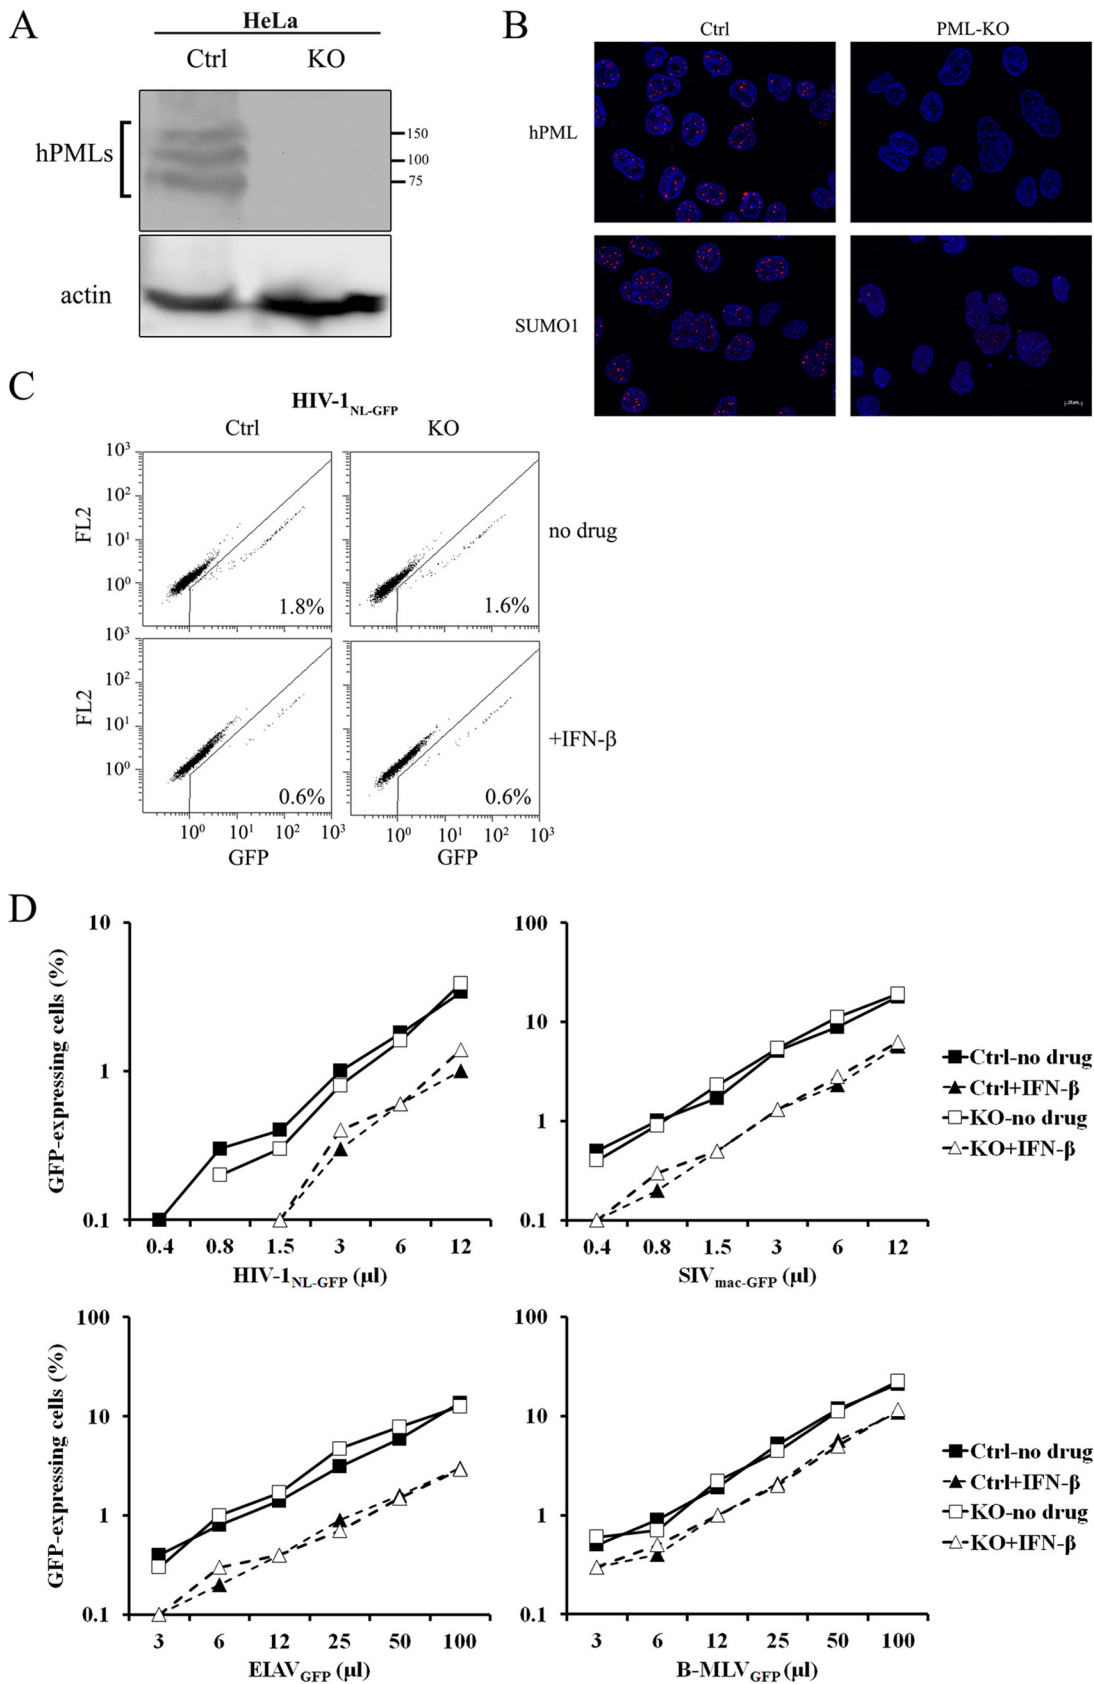 A
HeLa
Ctrl KO
hPMLs
150
100
75
actin
B
Ctrl PML-KO
hPML
SUMO1
C
HIV-1NL-GFP
Ctrl KO
10³
10²
10¹
10⁰
FL2
1.8%
1.6%
no drug
10³
10²
10¹
10⁰
FL2
0.6%
0.6%
+IFN-β
10⁰ 10¹ 10² 10³
10⁰ 10¹ 10² 10³
GFP GFP
D
GFP-expressing cells (%)
10
1
0.1
0.4 0.8 1.5 3 6 12
HIV-1NL-GFP (µl)
100
10
1
0.1
0.4 0.8 1.5 3 6 12
SIVmac-GFP (µl)
Ctrl-no drug
Ctrl+IFN-β
KO-no drug
KO+IFN-β
GFP-expressing cells (%)
100
10
1
0.1
3 6 12 25 50 100
EIAVGFP (µl)
100
10
1
0.1
3 6 12 25 50 100
B-MLVGFP (µl)
Ctrl-no drug
Ctrl+IFN-β
KO-no drug
KO+IFN-β